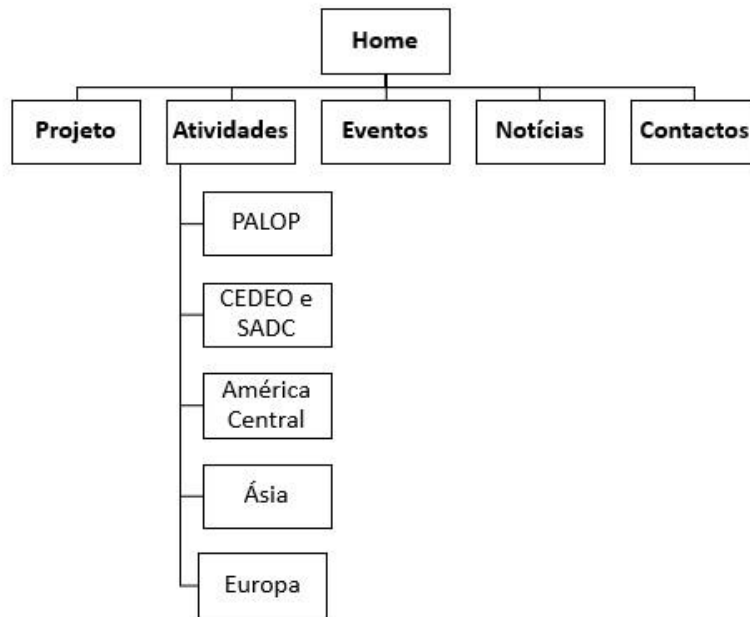 Home
Projeto
Atividades
Eventos
Notícias
Contactos
PALOP
CEDEO e
SADC
América
Central
Ásia
Europa